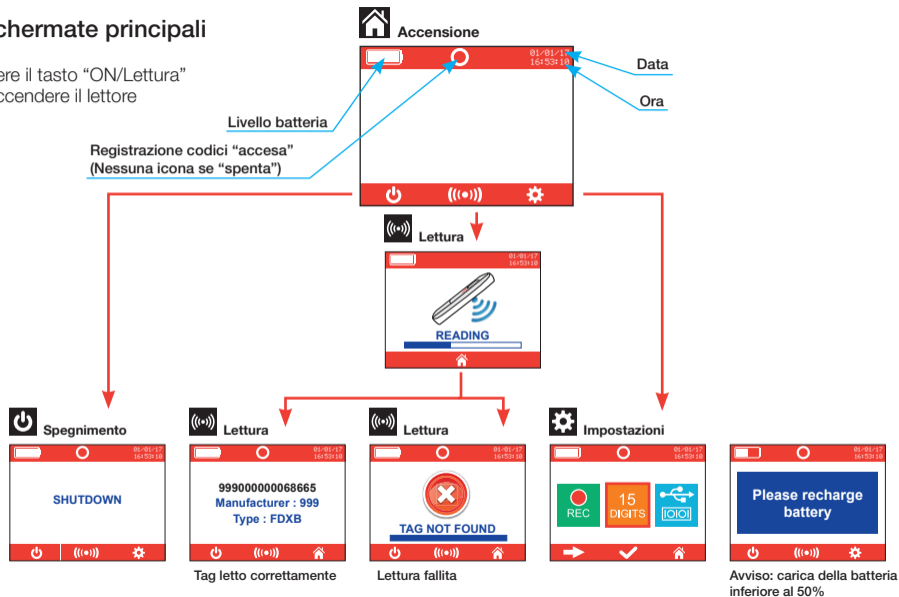 chermate principali
ere il tasto “ON/Lettura”
ccendere il lettore
Accensione
01/01/17
16:53:10
Data
Ora
Livello batteria
Registrazione codici “accesa”
(Nessuna icona se “spenta”)
Lettura
01/01/17
16:53:10
READING
Spegnimento
01/01/17
16:53:10
SHUTDOWN
Lettura
01/01/17
16:53:10
999000000068665
Manufacturer : 999
Type : FDXB
Tag letto correttamente
Lettura
01/01/17
16:53:10
TAG NOT FOUND
Lettura fallita
Impostazioni
01/01/17
16:53:10
REC
15
DIGITS
IOIOI
01/01/17
16:53:10
Please recharge
battery
Avviso: carica della batteria
inferiore al 50%